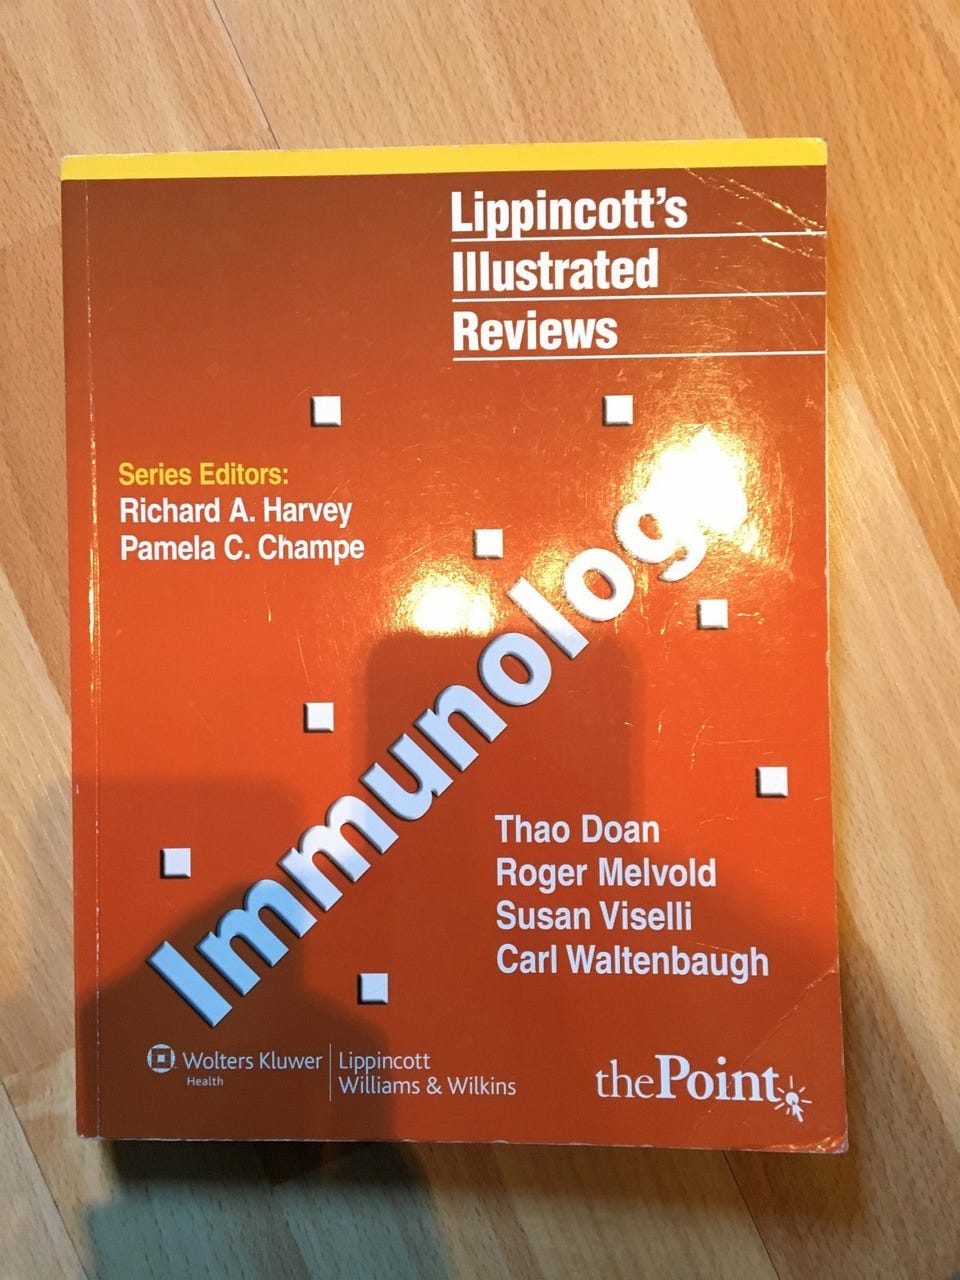 Lippincott's
Illustrated
Reviews
Series Editors:
Richard A. Harvey
Pamela C. Champe
Immunology
Thao Doan
Roger Melvold
Susan Viselli
Carl Waltenbaugh
Wolters Kluwer
Health
Lippincott
Williams & Wilkins
thePoint